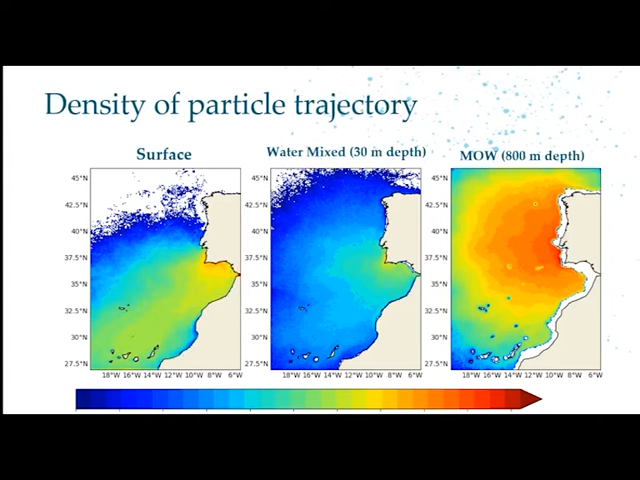 Density of particle trajectory
Surface
Water Mixed (30 m depth)
MOW (800 m depth)
45°N
42.5°N
40°N
37.5°N
35°N
32.5°N
30°N
27.5°N
18°W 16°W 14°W 12°W 10°W 8°W 6°W
45°N
42.5°N
40°N
37.5°N
35°N
32.5°N
30°N
27.5°N
18°W 16°W 14°W 12°W 10°W 8°W 6°W
45°N
42.5°N
40°N
37.5°N
35°N
32.5°N
30°N
27.5°N
18°W 16°W 14°W 12°W 10°W 8°W 6°W